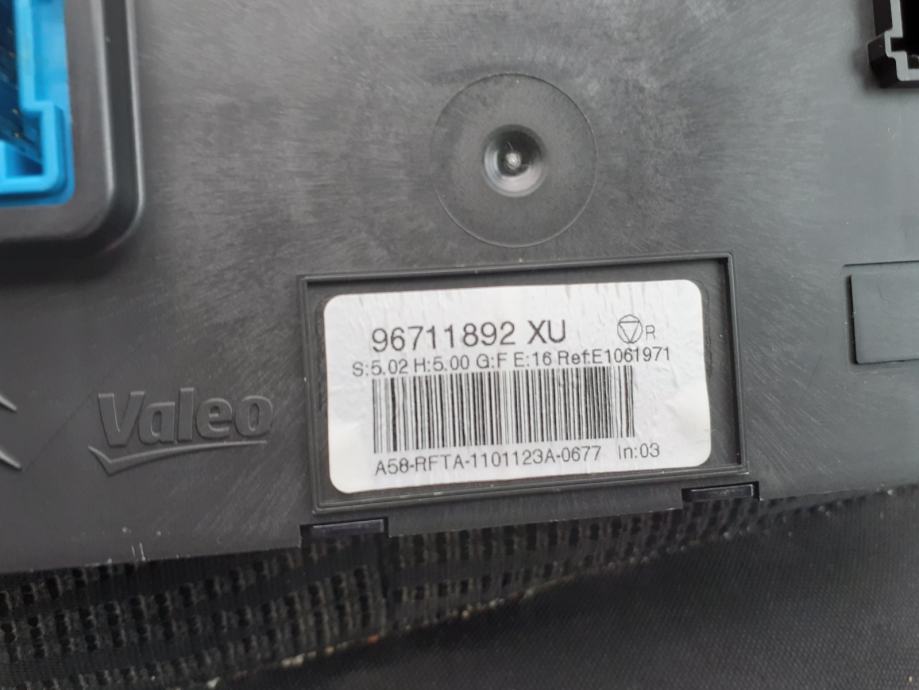 96711892 XU
R
S:5.02 H:5.00 G:F E:16 Ref:E1061971
A58-RFTA-1101123A-0677 In:03
Valeo